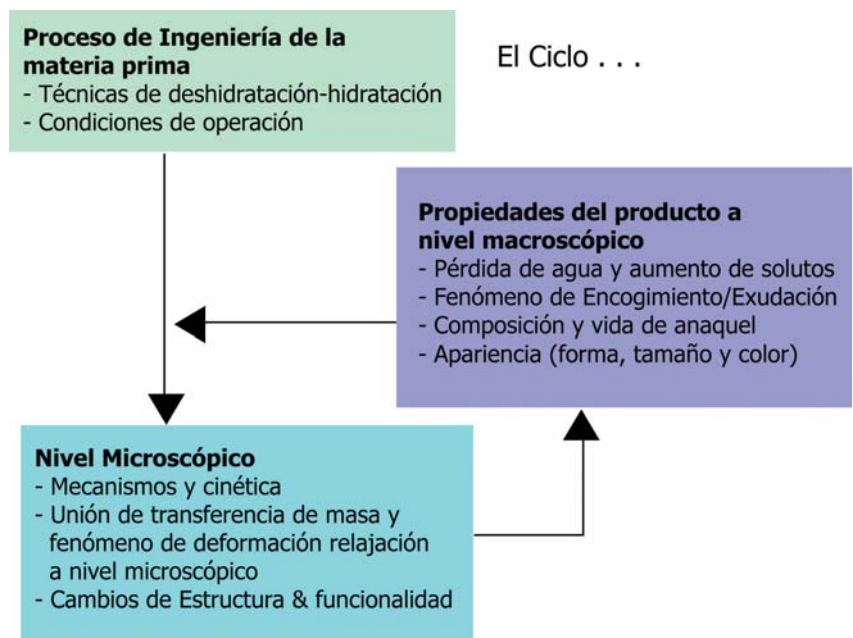 Proceso de Ingeniería de la
materia prima
- Técnicas de deshidratación-hidratación
- Condiciones de operación
El Ciclo . . .
Propiedades del producto a
nivel macroscópico
- Pérdida de agua y aumento de solutos
- Fenómeno de Encogimiento/Exudación
- Composición y vida de anaquel
- Apariencia (forma, tamaño y color)
Nivel Microscópico
- Mecanismos y cinética
- Unión de transferencia de masa y
fenómeno de deformación relajación
a nivel microscópico
- Cambios de Estructura & funcionalidad